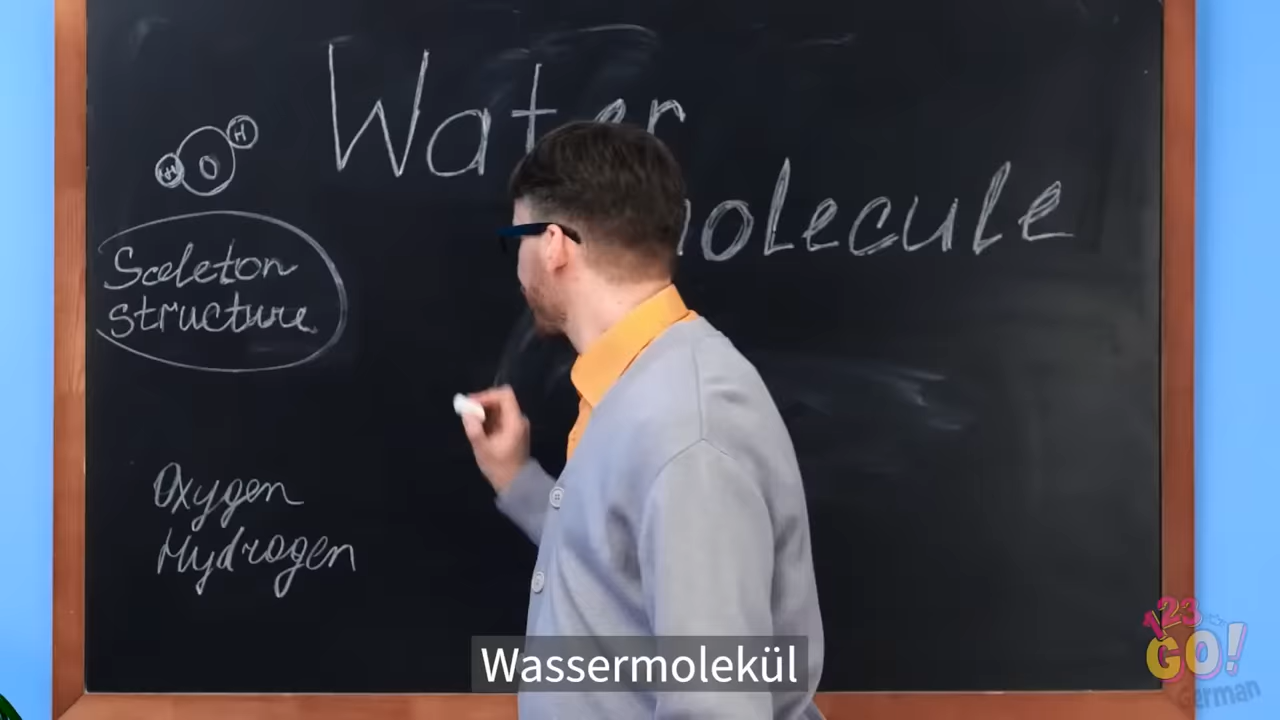 Water
molecule
H
O
H
Sceleton
structure
Oxygen
Hydrogen
Wassermolekül
123
GO!
German